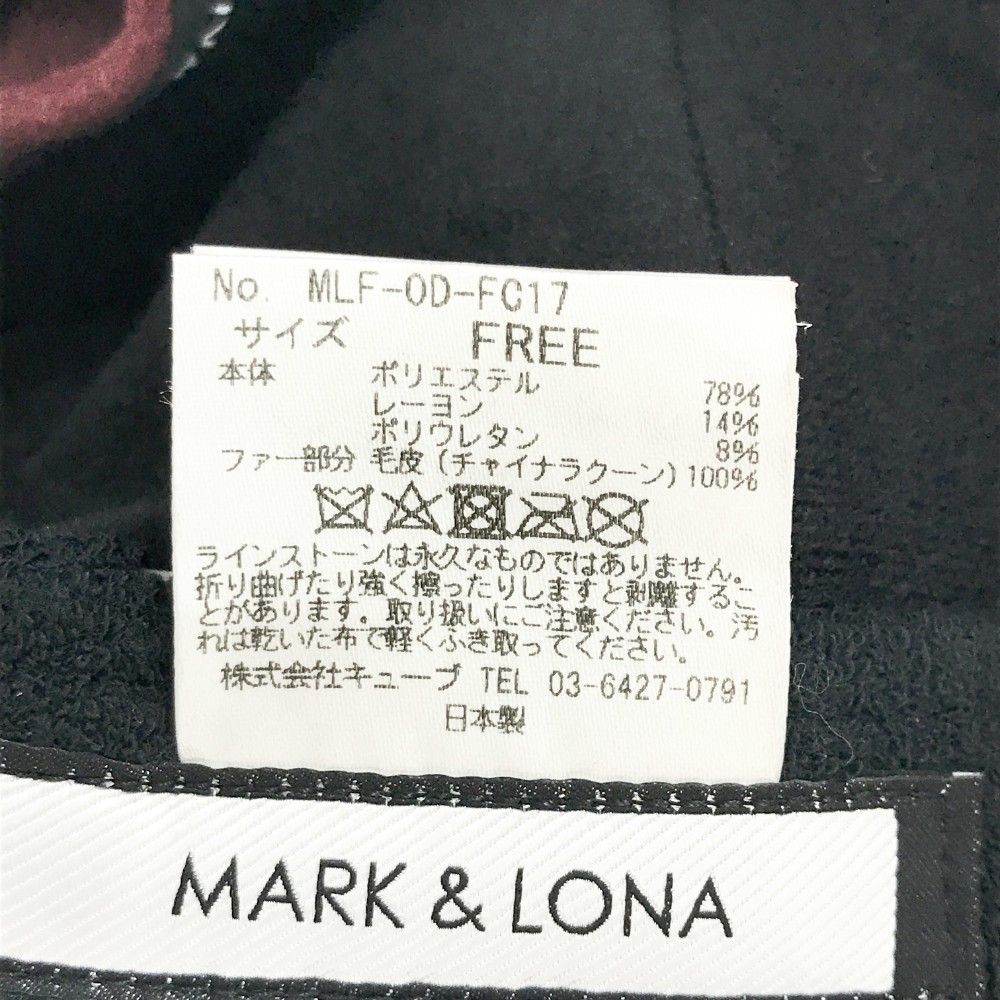 No. MLF-OD-FC17
サイズ FREE
本体 ポリエステル 78%
レーヨン 14%
ポリウレタン 8%
ファー部分 毛皮(チャイナラクーン)100%
ラインストーンは永久なものではありません。
折り曲げたり強く擦ったりしますと剥離するこ
とがあります。取り扱いにご注意ください。汚
れは乾いた布で軽くふき取ってください。
株式会社キューブ TEL 03-6427-0791
日本製
MARK & LONA